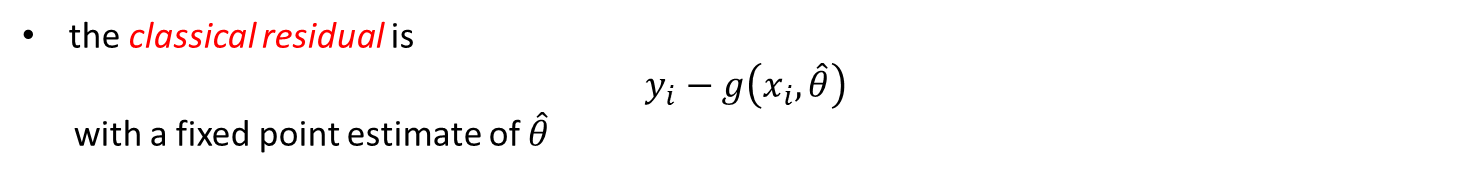 • the classical residual is
y_i − g(x_i, θ̂)
with a fixed point estimate of θ̂